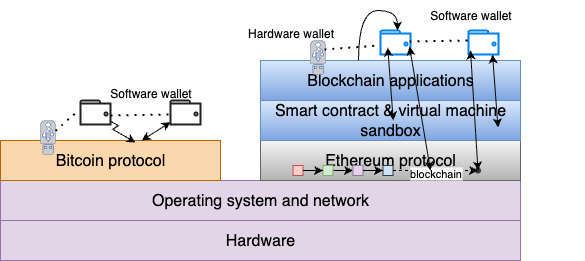 Software wallet
Hardware wallet
Blockchain applications
Software wallet
Smart contract & virtual machine
sandbox
Bitcoin protocol
Ethereum protocol
blockchain
Operating system and network
Hardware